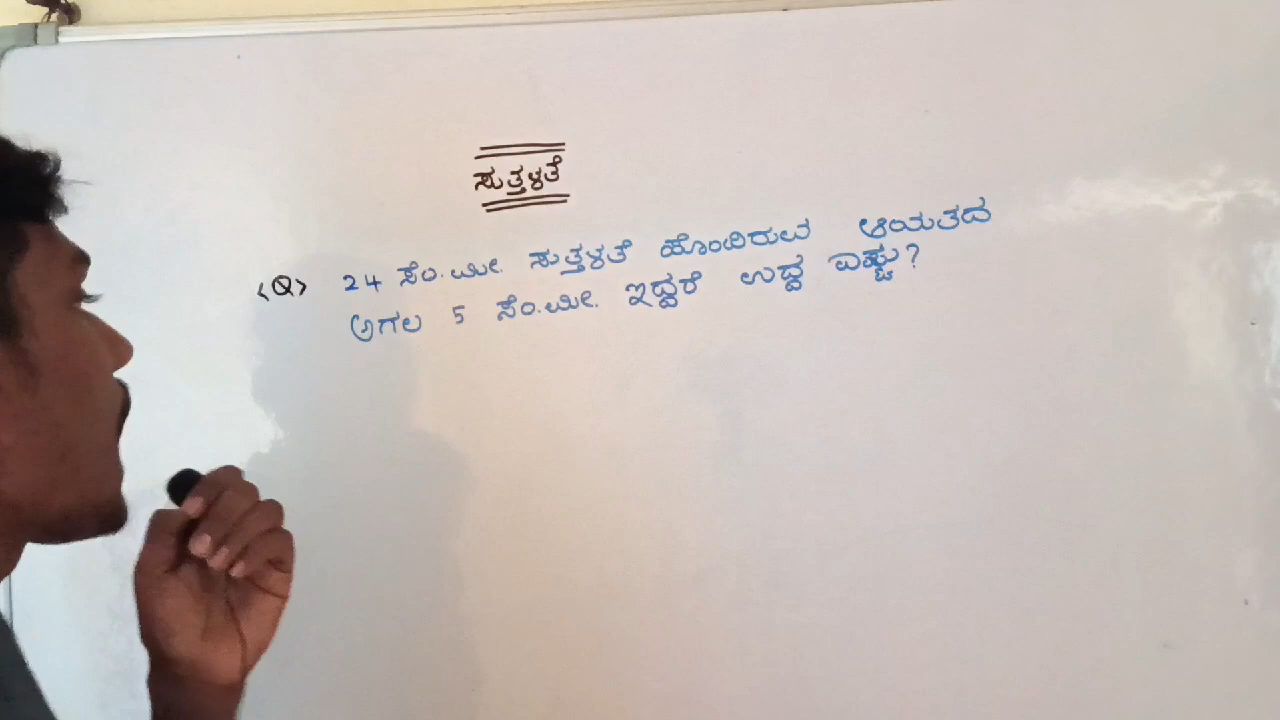 ಸುತ್ತಳತೆ
<Q> 24 ಸೆಂ.ಮೀ. ಸುತ್ತಳತೆ ಹೊಂದಿರುವ ಆಯತದ
ಅಗಲ 5 ಸೆಂ.ಮೀ. ಇದ್ದರೆ ಉದ್ದ ಎಷ್ಟು?